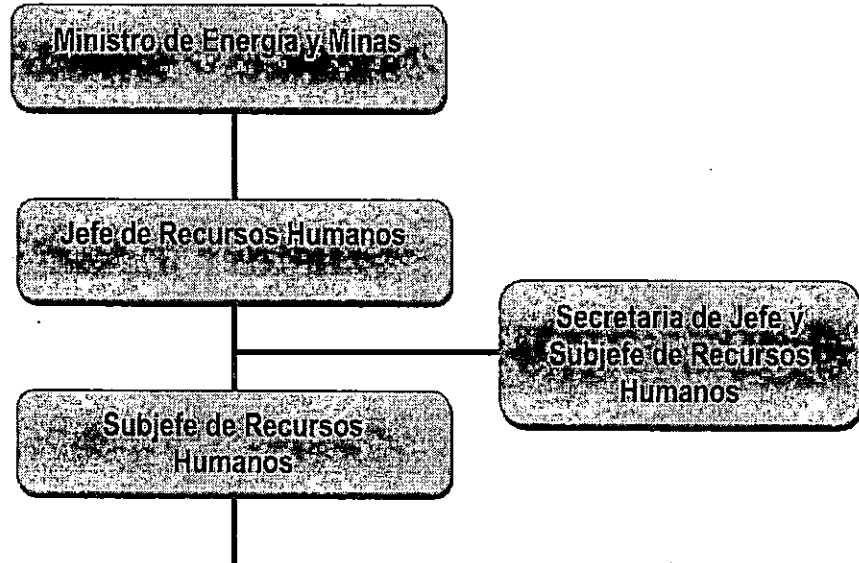 Ministro de Energía y Minas
Jefe de Recursos Humanos
Secretaria de Jefe y
Subjefe de Recursos
Humanos
Subjefe de Recursos
Humanos